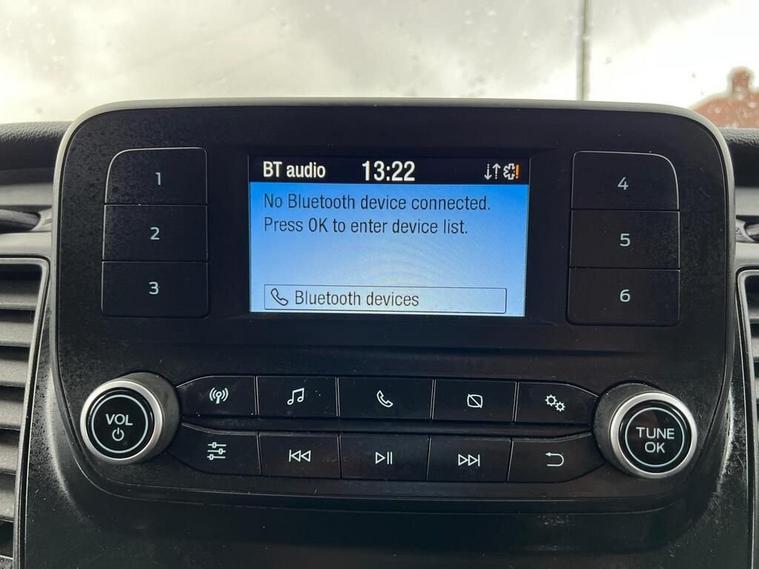 BT audio 13:22
No Bluetooth device connected.
Press OK to enter device list.
Bluetooth devices
1
2
3
4
5
6
VOL
TUNE
OK